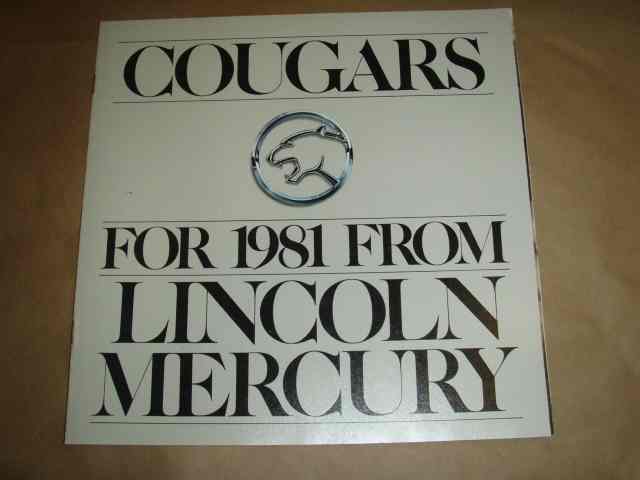 COUGARS
FOR 1981 FROM
LINCOLN
MERCURY